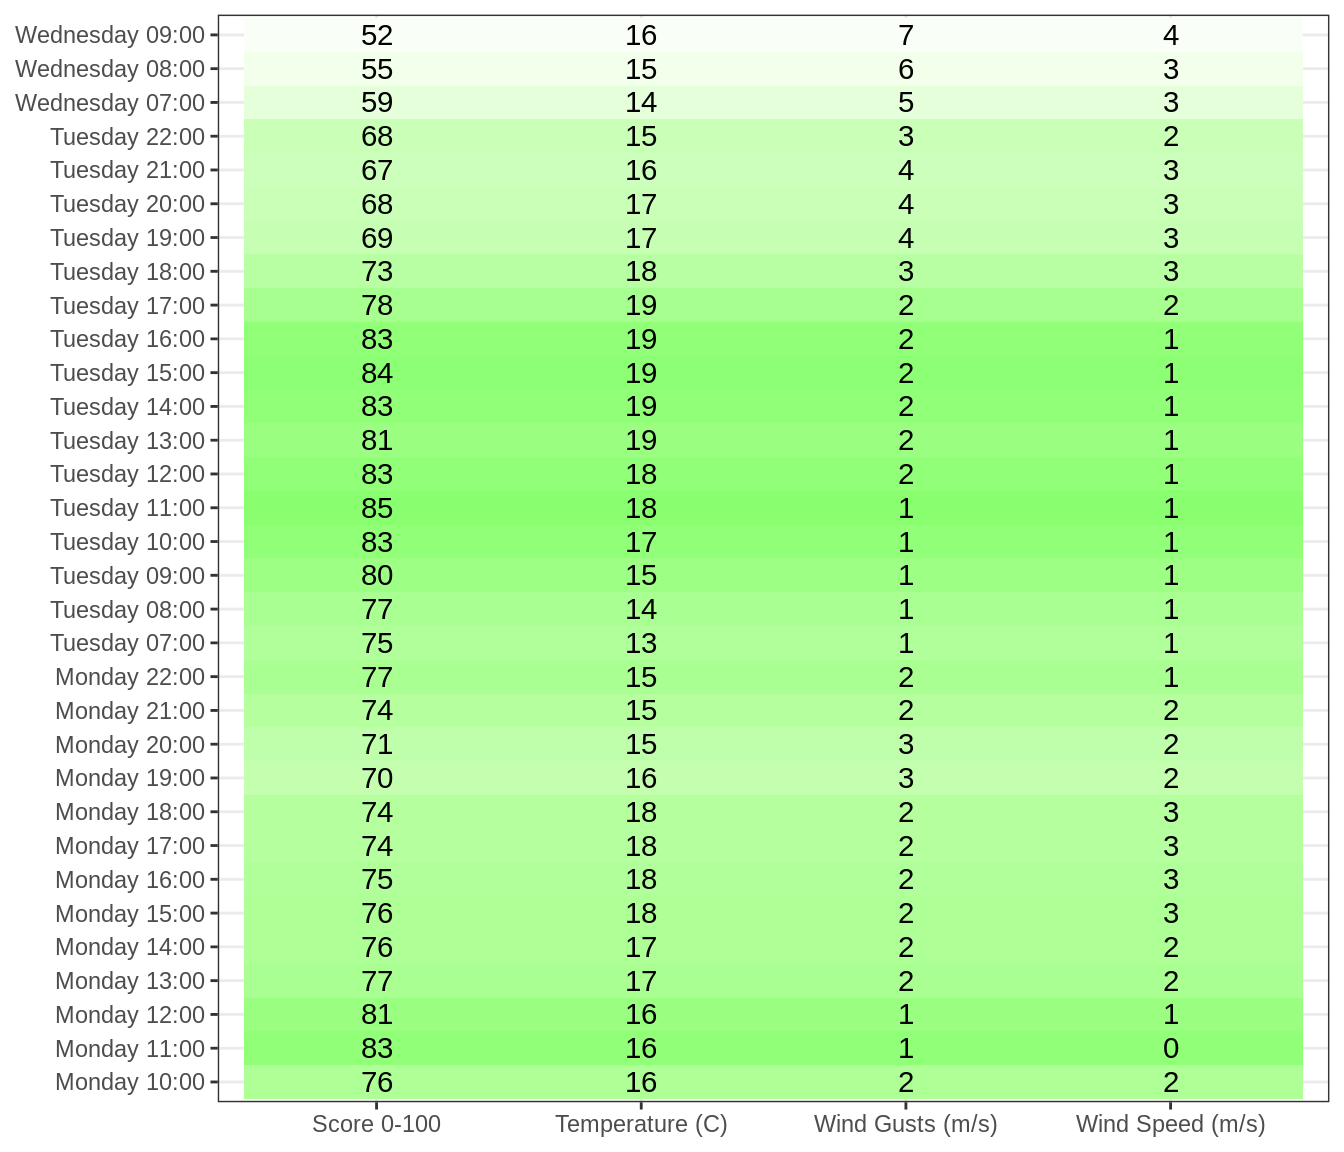 Wednesday 09:00 52 16 7 4
Wednesday 08:00 55 15 6 3
Wednesday 07:00 59 14 5 3
Tuesday 22:00 68 15 3 2
Tuesday 21:00 67 16 4 3
Tuesday 20:00 68 17 4 3
Tuesday 19:00 69 17 4 3
Tuesday 18:00 73 18 3 3
Tuesday 17:00 78 19 2 2
Tuesday 16:00 83 19 2 1
Tuesday 15:00 84 19 2 1
Tuesday 14:00 83 19 2 1
Tuesday 13:00 81 19 2 1
Tuesday 12:00 83 18 2 1
Tuesday 11:00 85 18 1 1
Tuesday 10:00 83 17 1 1
Tuesday 09:00 80 15 1 1
Tuesday 08:00 77 14 1 1
Tuesday 07:00 75 13 1 1
Monday 22:00 77 15 2 1
Monday 21:00 74 15 2 2
Monday 20:00 71 15 3 2
Monday 19:00 70 16 3 2
Monday 18:00 74 18 2 3
Monday 17:00 74 18 2 3
Monday 16:00 75 18 2 3
Monday 15:00 76 18 2 3
Monday 14:00 76 17 2 2
Monday 13:00 77 17 2 2
Monday 12:00 81 16 1 1
Monday 11:00 83 16 1 0
Monday 10:00 76 16 2 2
Score 0-100 Temperature (C) Wind Gusts (m/s) Wind Speed (m/s)